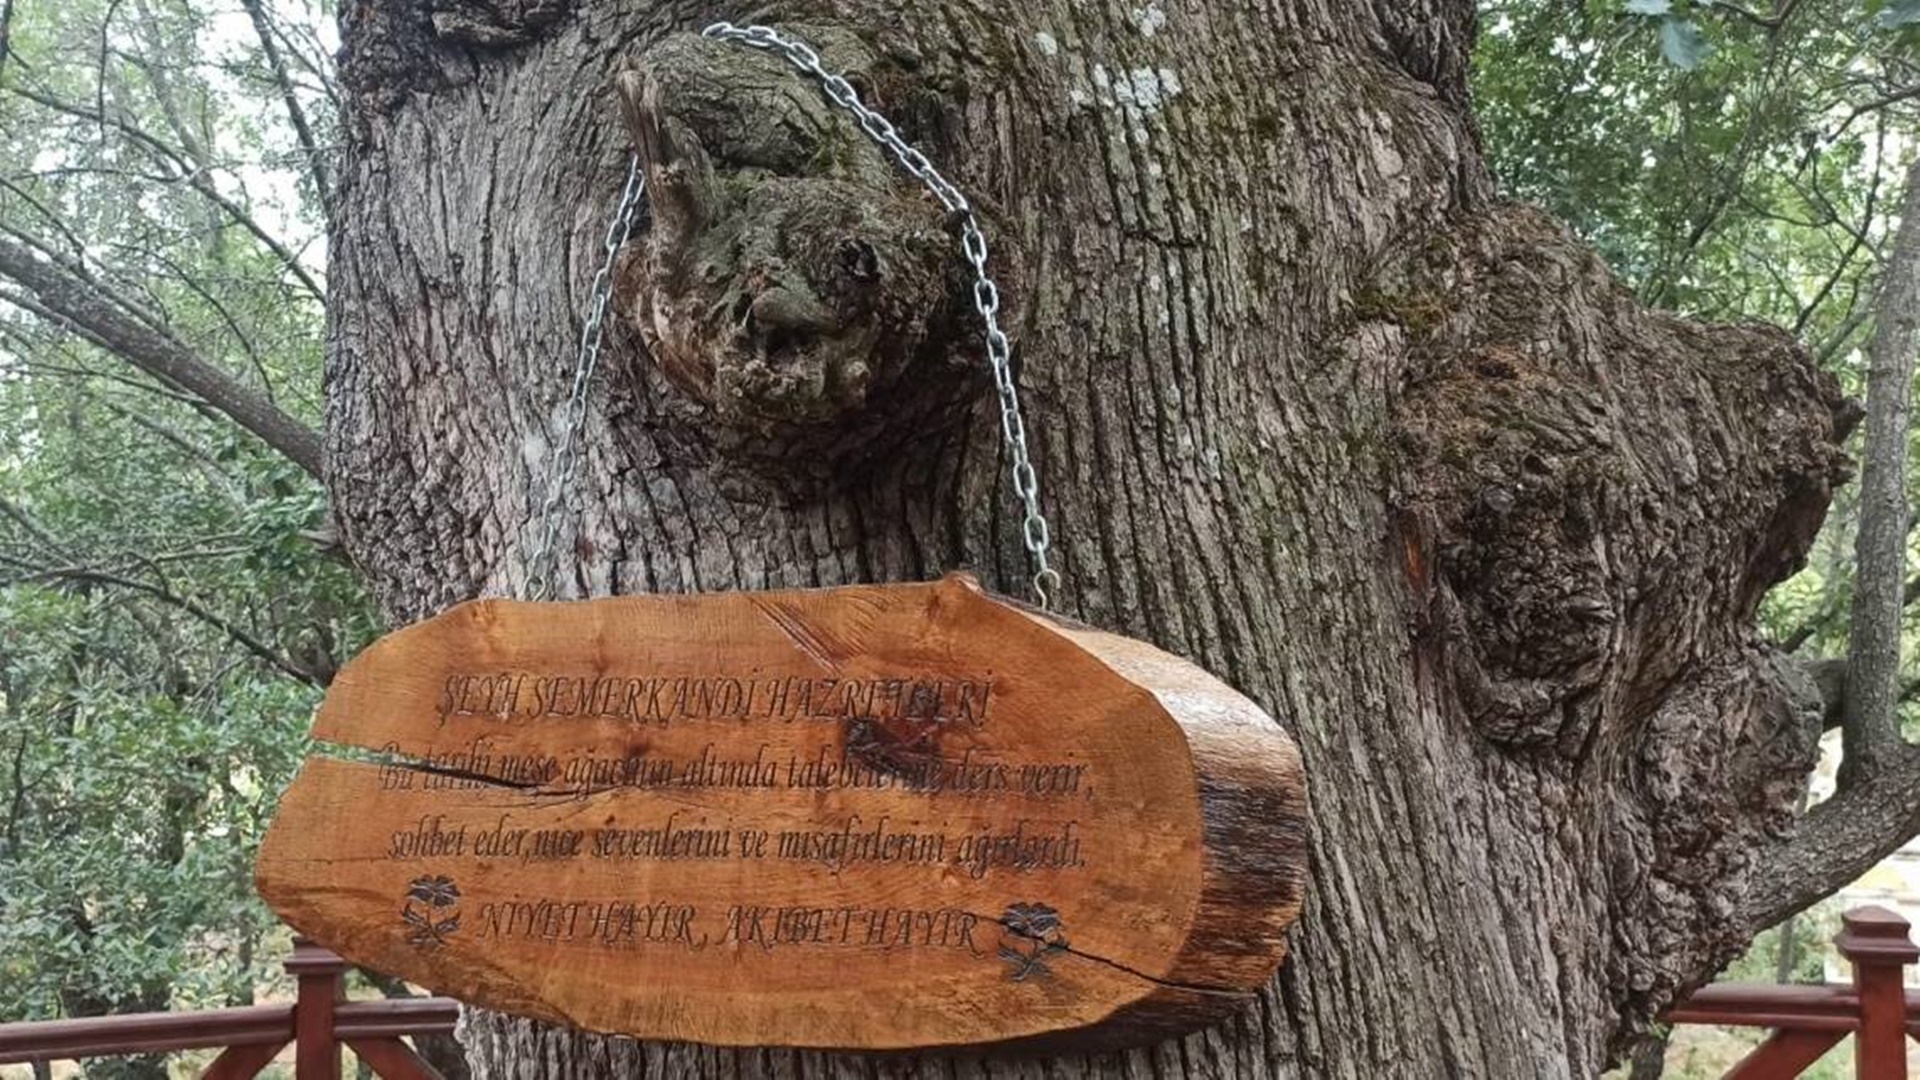 ŞEYH SEMERKANDİ HAZRETLERİ
Bu tarihi meşe ağacının altında talebelerine ders verir,
sohbet eder, nice sevenlerini ve misafirlerini ağırlardı.
NİYET HAYIR, AKIBET HAYIR